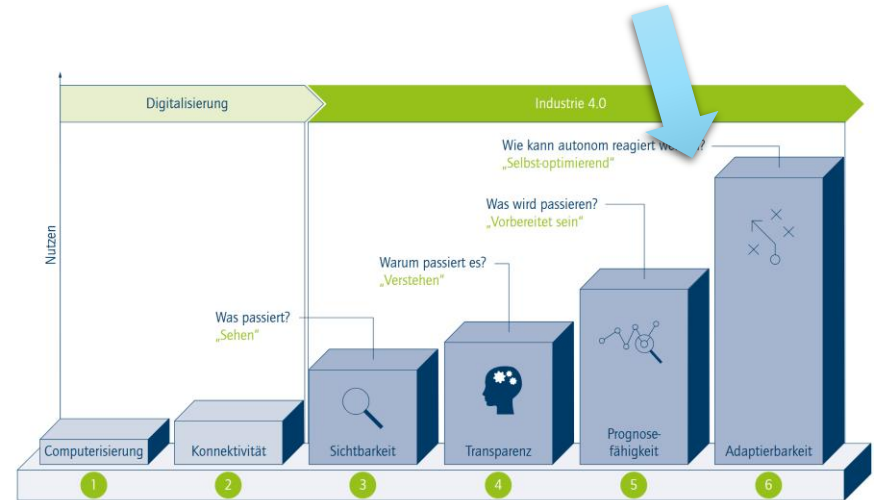 Digitalisierung
Industrie 4.0
Nutzen
Wie kann autonom reagiert
„Selbst-optimierend“
Was wird passieren?
„Vorbereitet sein“
Warum passiert es?
„Verstehen“
Was passiert?
„Sehen“
Computerisierung
Konnektivität
Sichtbarkeit
Transparenz
Prognose-
fähigkeit
Adaptierbarkeit
1
2
3
4
5
6